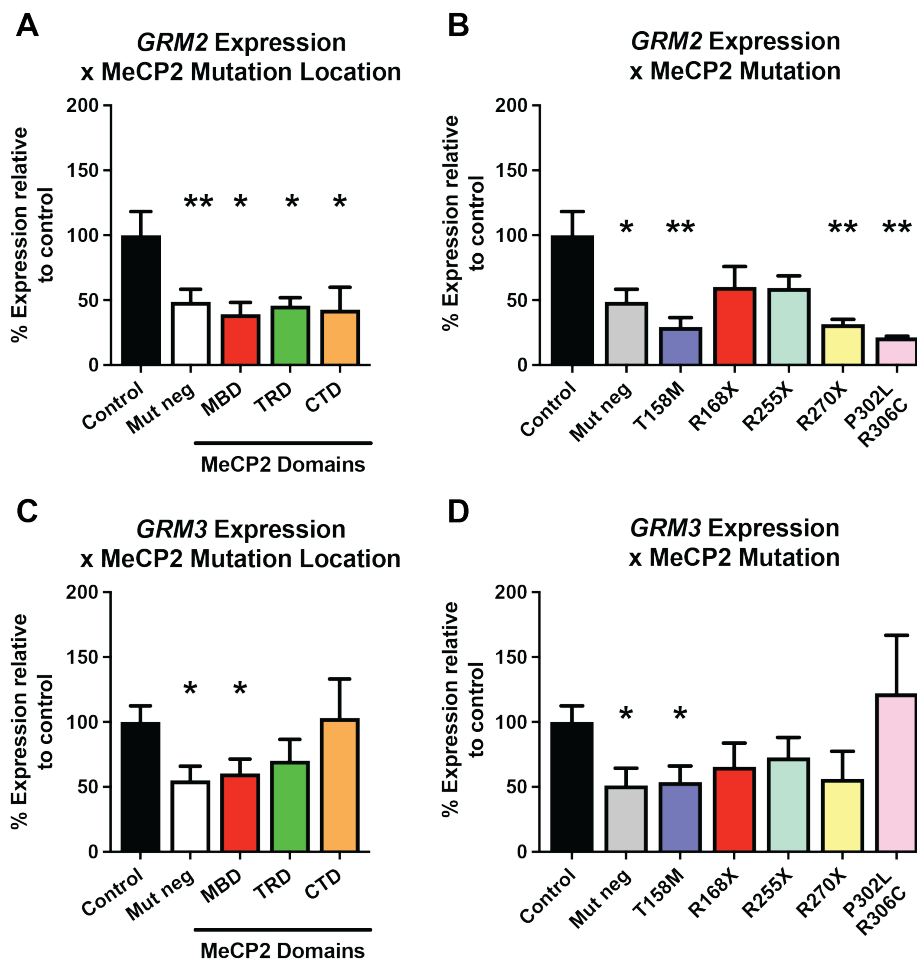 A
GRM2 Expression
x MeCP2 Mutation Location
% Expression relative
to control
200
150
100
50
0
** * * *
Control
Mut neg
MBD
TRD
CTD
MeCP2 Domains
B
GRM2 Expression
x MeCP2 Mutation
% Expression relative
to control
200
150
100
50
0
* ** ** **
Control
Mut neg
T158M
R168X
R255X
R270X
P302L
R306C
C
GRM3 Expression
x MeCP2 Mutation Location
% Expression relative
to control
200
150
100
50
0
* *
Control
Mut neg
MBD
TRD
CTD
MeCP2 Domains
D
GRM3 Expression
x MeCP2 Mutation
% Expression relative
to control
200
150
100
50
0
* *
Control
Mut neg
T158M
R168X
R255X
R270X
P302L
R306C